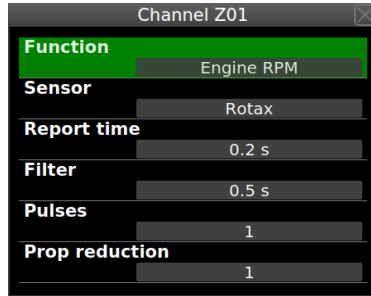 Channel Z01
Function
Engine RPM
Sensor
Rotax
Report time
0.2 s
Filter
0.5 s
Pulses
1
Prop reduction
1